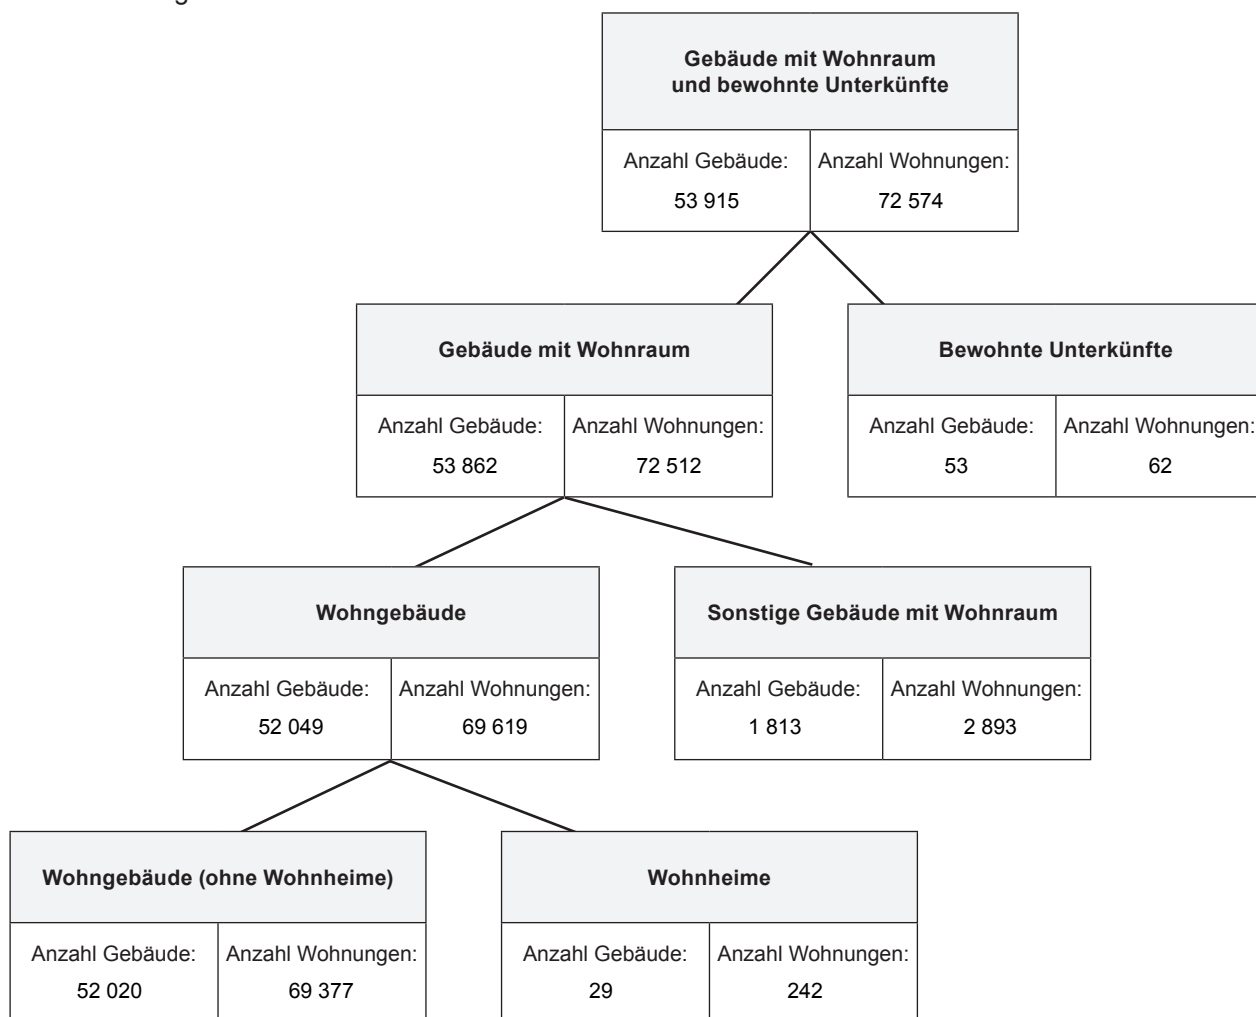 Gebäude mit Wohnraum
und bewohnte Unterkünfte
Anzahl Gebäude: Anzahl Wohnungen:
53 915 72 574
Gebäude mit Wohnraum
Anzahl Gebäude: Anzahl Wohnungen:
53 862 72 512
Bewohnte Unterkünfte
Anzahl Gebäude: Anzahl Wohnungen:
53 62
Wohngebäude
Anzahl Gebäude: Anzahl Wohnungen:
52 049 69 619
Sonstige Gebäude mit Wohnraum
Anzahl Gebäude: Anzahl Wohnungen:
1 813 2 893
Wohngebäude (ohne Wohnheime)
Anzahl Gebäude: Anzahl Wohnungen:
52 020 69 377
Wohnheime
Anzahl Gebäude: Anzahl Wohnungen:
29 242